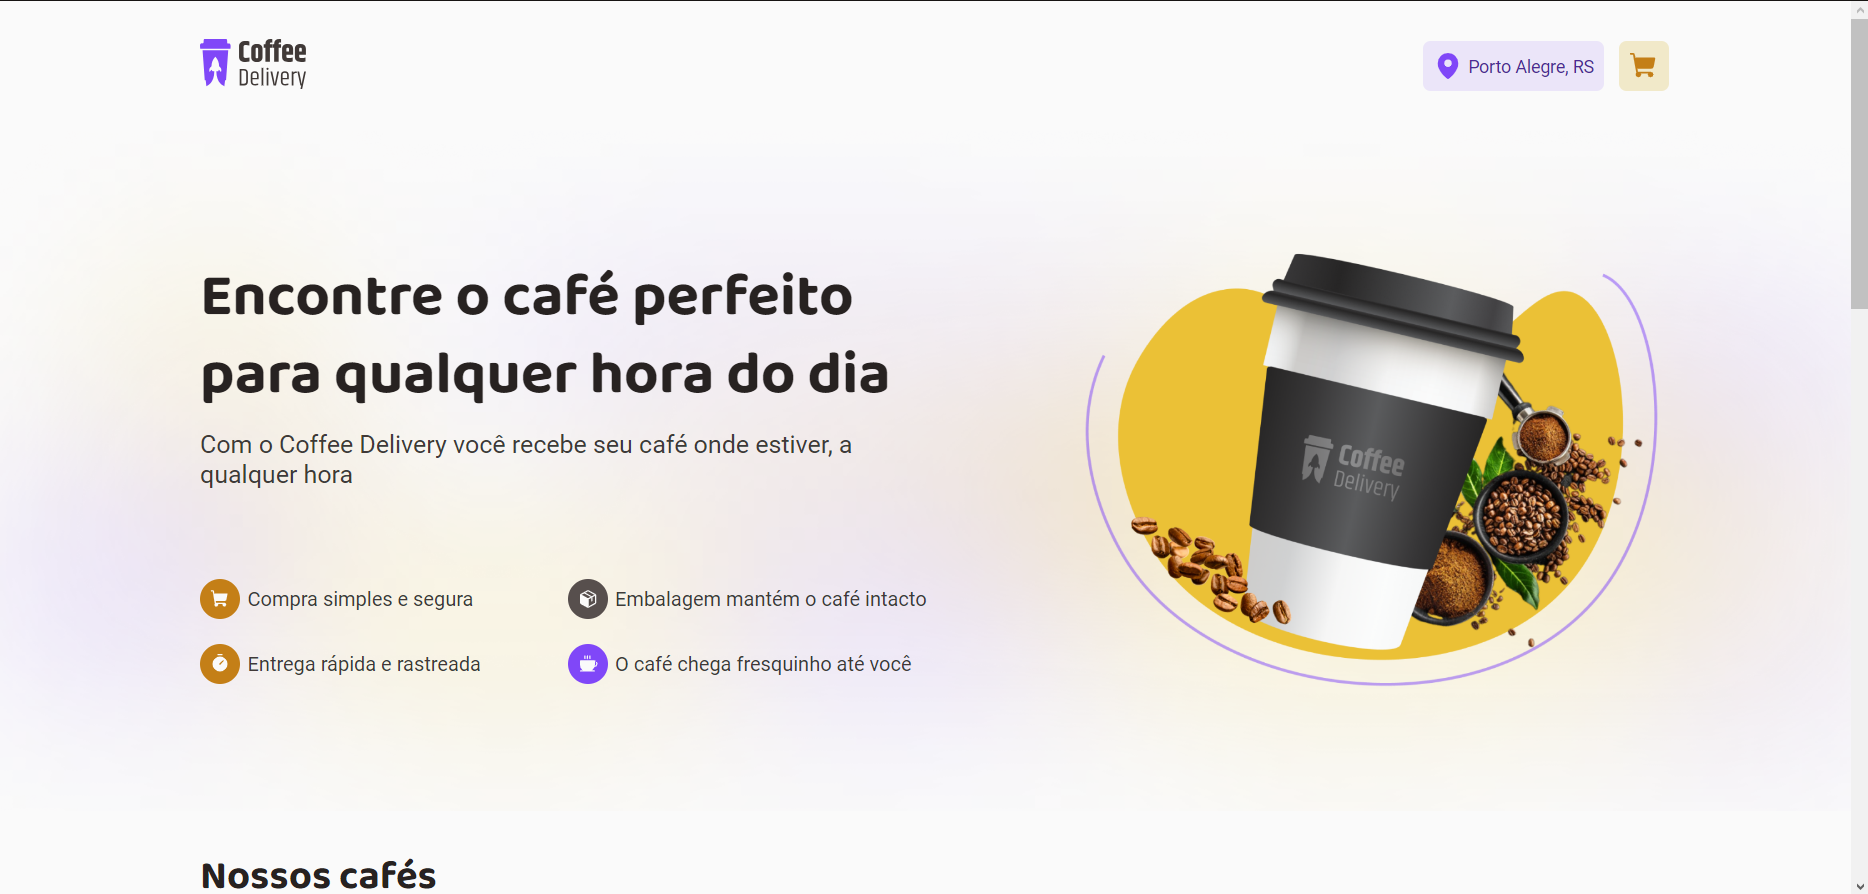 Coffee
Delivery
Porto Alegre, RS
Encontre o café perfeito
para qualquer hora do dia
Com o Coffee Delivery você recebe seu café onde estiver, a
qualquer hora
Coffee
Delivery
Compra simples e segura
Embalagem mantém o café intacto
Entrega rápida e rastreada
O café chega fresquinho até você
Nossos cafés